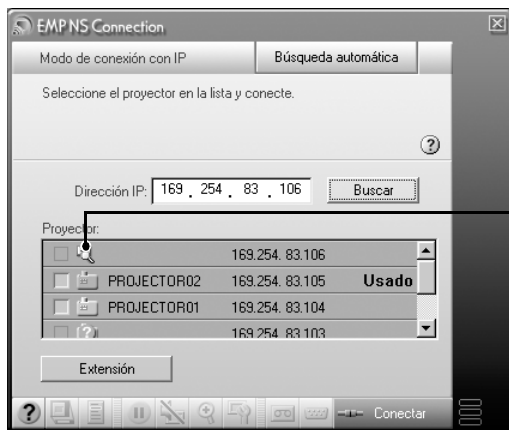 EMP NS Connection
Modo de conexión con IP
Búsqueda automática
Seleccione el proyector en la lista y conecte.
Dirección IP: 169 . 254 . 83 . 106 Buscar
Proyector:
169.254. 83.106
PROJECTOR02 169.254. 83.105 Usado
PROJECTOR01 169.254. 83.104
169.254. 83.103
Extensión
Conectar